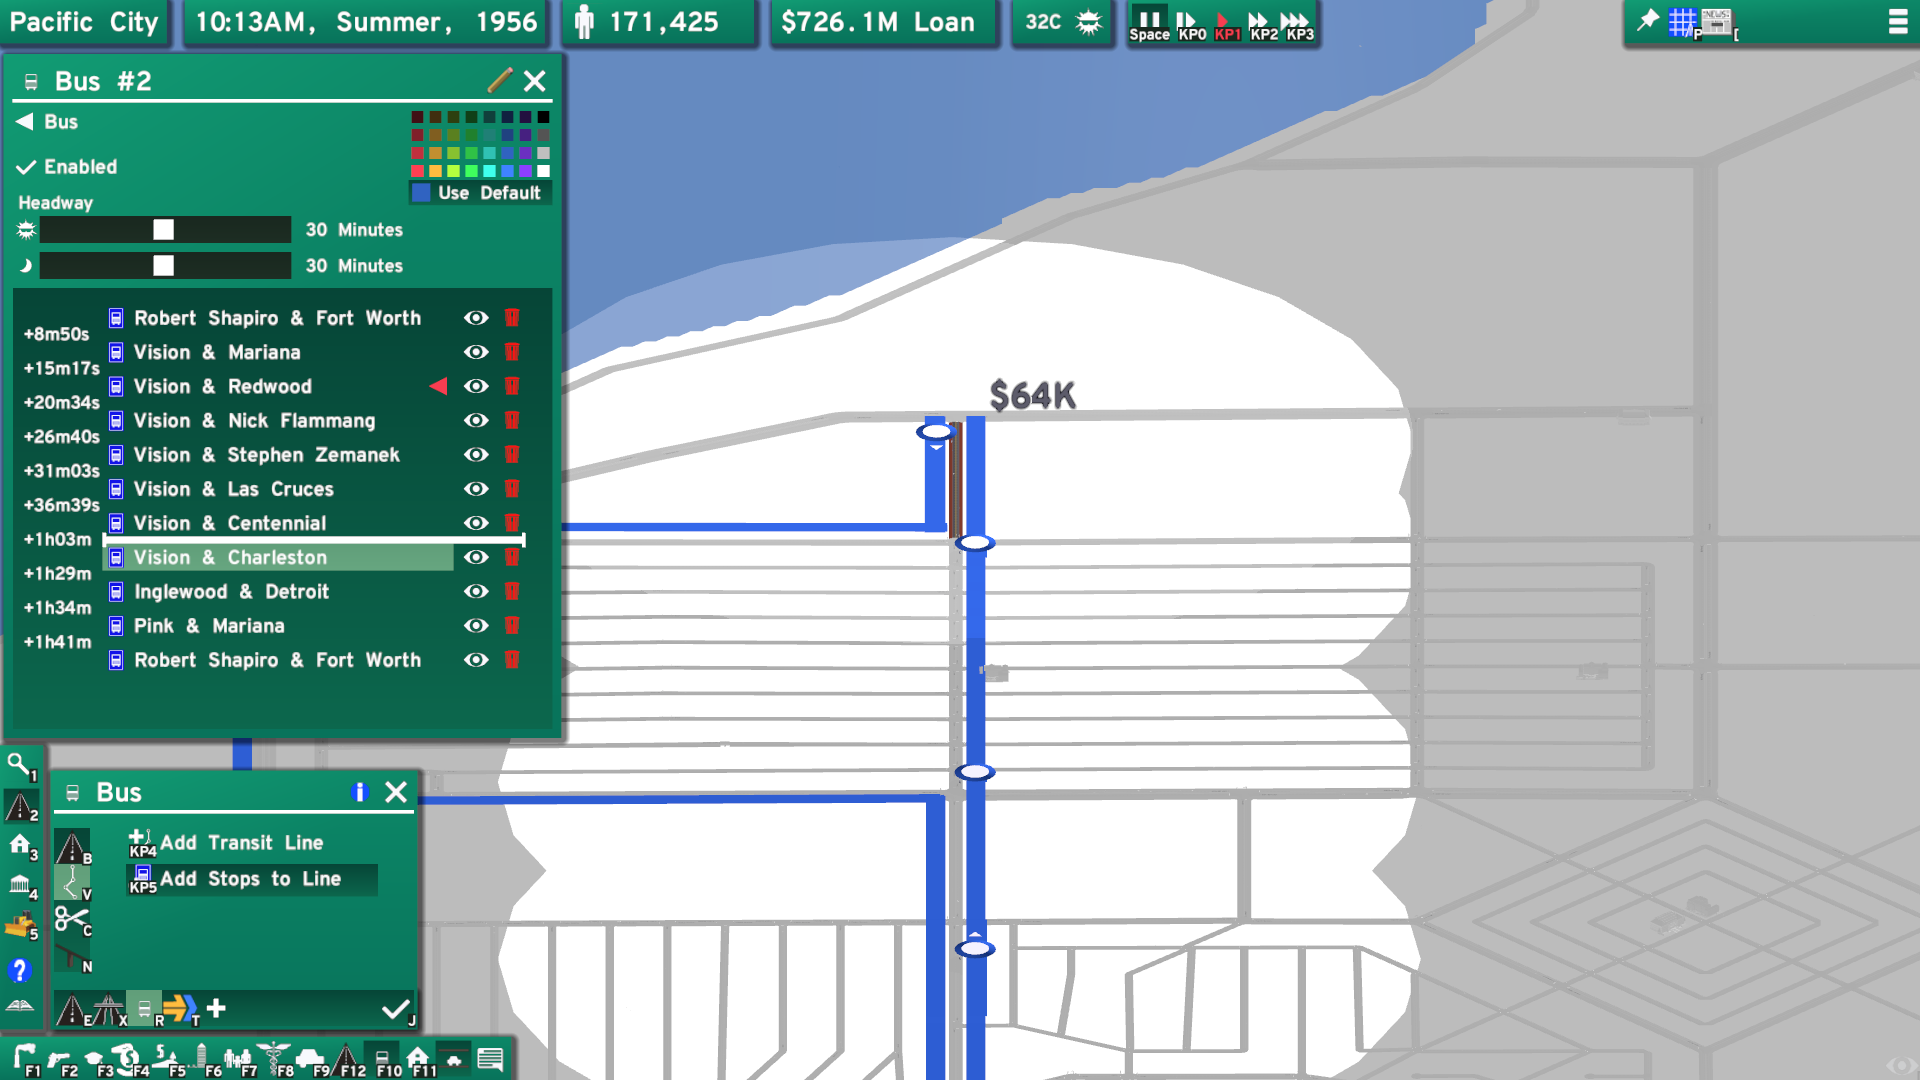 Pacific City
10:13AM, Summer, 1956
171,425
$726.1M Loan
32C
Space
KP0
KP1
KP2
KP3
P
[
Bus #2
Bus
Enabled
Use Default
Headway
30 Minutes
30 Minutes
Robert Shapiro & Fort Worth
+8m50s
Vision & Mariana
+15m17s
Vision & Redwood
+20m34s
Vision & Nick Flammang
+26m40s
Vision & Stephen Zemanek
+31m03s
Vision & Las Cruces
+36m39s
Vision & Centennial
+1h03m
Vision & Charleston
+1h29m
Inglewood & Detroit
+1h34m
Pink & Mariana
+1h41m
Robert Shapiro & Fort Worth
$64K
1
2
3
4
5
Bus
B
V
C
N
KP4 Add Transit Line
KP5 Add Stops to Line
E
X
R
T
J
F1
F2
F3
F4
F5
F6
F7
F8
F9
F12
F10
F11
NEWS